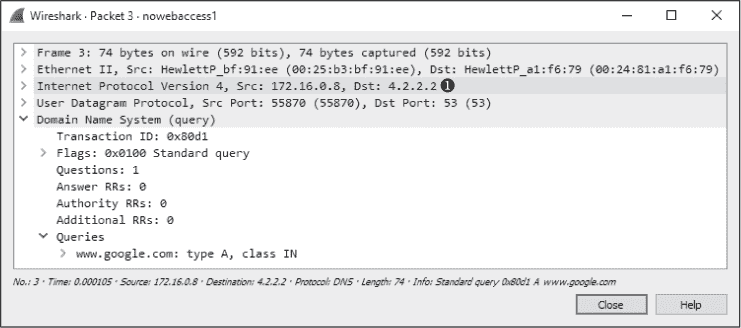 Wireshark · Packet 3 · nowebaccess1
Frame 3: 74 bytes on wire (592 bits), 74 bytes captured (592 bits)
Ethernet II, Src: HewlettP_bf:91:ee (00:25:b3:bf:91:ee), Dst: HewlettP_a1:f6:79 (00:24:81:a1:f6:79)
Internet Protocol Version 4, Src: 172.16.0.8, Dst: 4.2.2.2 ❶
User Datagram Protocol, Src Port: 55870 (55870), Dst Port: 53 (53)
Domain Name System (query)
Transaction ID: 0x80d1
Flags: 0x0100 Standard query
Questions: 1
Answer RRs: 0
Authority RRs: 0
Additional RRs: 0
Queries
www.google.com: type A, class IN
No.: 3 · Time: 0.000105 · Source: 172.16.0.8 · Destination: 4.2.2.2 · Protocol: DNS · Length: 74 · Info: Standard query 0x80d1 A www.google.com
Close Help